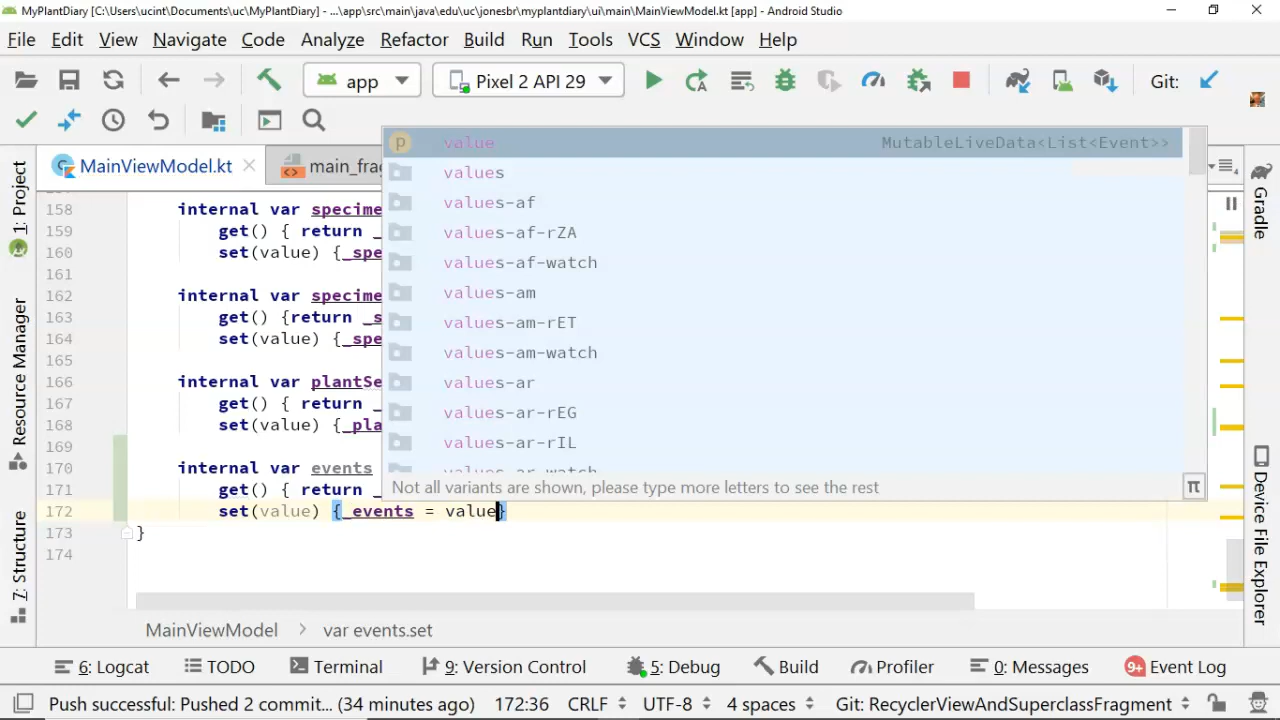 MyPlantDiary [C:\Users\ucint\Documents\uc\MyPlantDiary] - ...\app\src\main\java\edu\uc\jonesbr\myplantdiary\ui\main\MainViewModel.kt [app] - Android Studio
File Edit View Navigate Code Analyze Refactor Build Run Tools VCS Window Help
app Pixel 2 API 29 Git:
MainViewModel.kt main_frag
value MutableLiveData<List<Event>>
values
values-af
values-af-rZA
values-af-watch
values-am
values-am-rET
values-am-watch
values-ar
values-ar-rEG
values-ar-rIL
values-ar-watch
Not all variants are shown, please type more letters to see the rest
158 internal var specime
159 get() { return _
160 set(value) {_spe
161
162 internal var specime
163 get() {return _s
164 set(value) {_spe
165
166 internal var plantSe
167 get() { return _
168 set(value) {_pla
169
170 internal var events
171 get() { return _
172 set(value) {_events = value}
173 }
174
MainViewModel > var events.set
1: Project
Resource Manager
7: Structure
Gradle
Device File Explorer
6: Logcat TODO Terminal 9: Version Control 5: Debug Build Profiler 0: Messages 9+ Event Log
Push successful: Pushed 2 commit... (34 minutes ago) 172:36 CRLF UTF-8 4 spaces Git: RecyclerViewAndSuperclassFragment